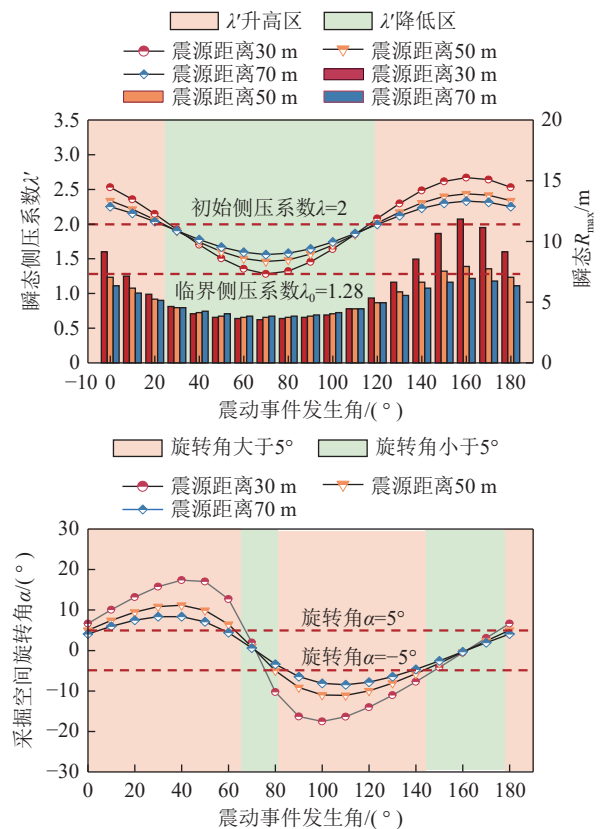 λ′升高区 λ′降低区
震源距离30 m 震源距离50 m
震源距离70 m 震源距离30 m
震源距离50 m 震源距离70 m
瞬态侧压系数λ′
3.5
3.0
2.5
2.0
1.5
1.0
0.5
0
初始侧压系数λ=2
临界侧压系数λ₀=1.28
20
15
10
5
0
瞬态Rmax/m
−10 0 20 40 60 80 100 120 140 160 180
震动事件发生角/(°)
旋转角大于5° 旋转角小于5°
震源距离30 m 震源距离50 m
震源距离70 m
采掘空间旋转角α/(°)
30
20
10
0
−10
−20
−30
旋转角α=5°
旋转角α=−5°
0 20 40 60 80 100 120 140 160 180
震动事件发生角/(°)